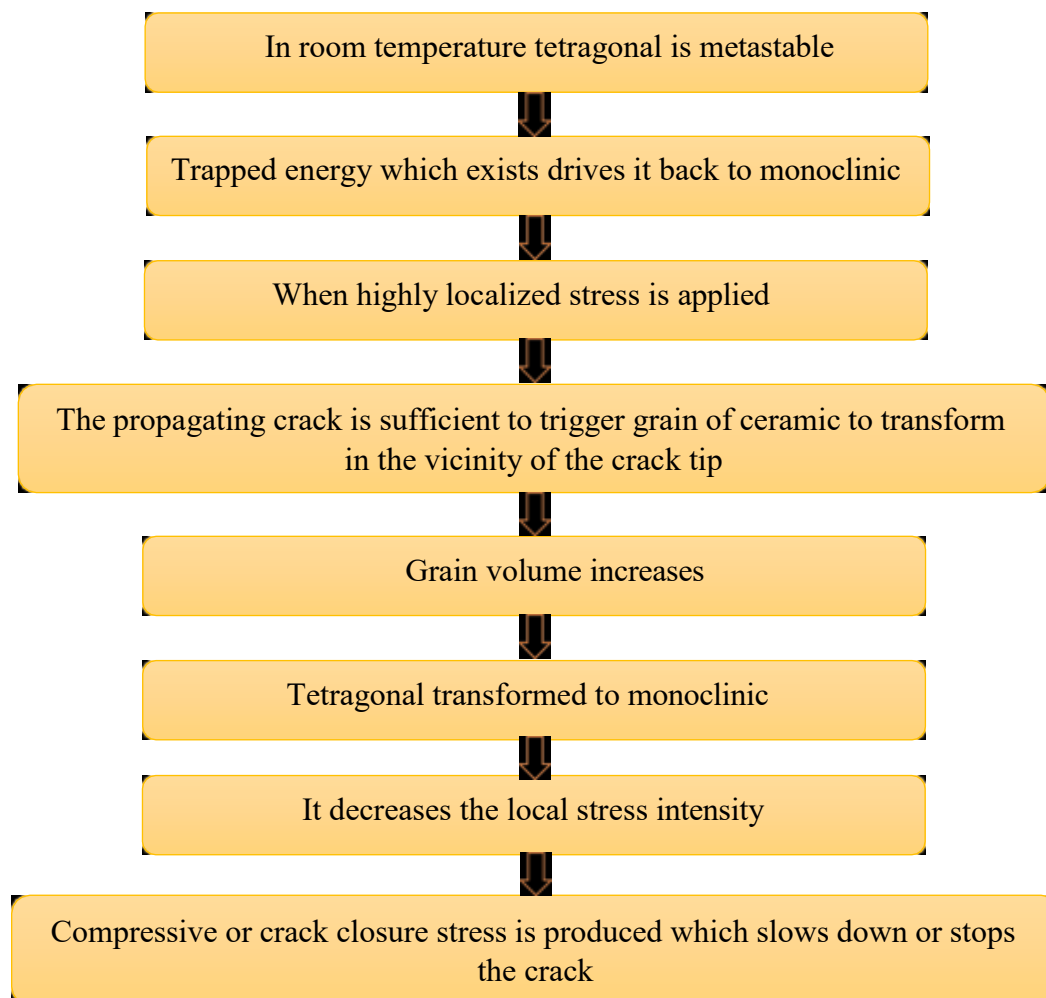 In room temperature tetragonal is metastable
Trapped energy which exists drives it back to monoclinic
When highly localized stress is applied
The propagating crack is sufficient to trigger grain of ceramic to transform
in the vicinity of the crack tip
Grain volume increases
Tetragonal transformed to monoclinic
It decreases the local stress intensity
Compressive or crack closure stress is produced which slows down or stops
the crack